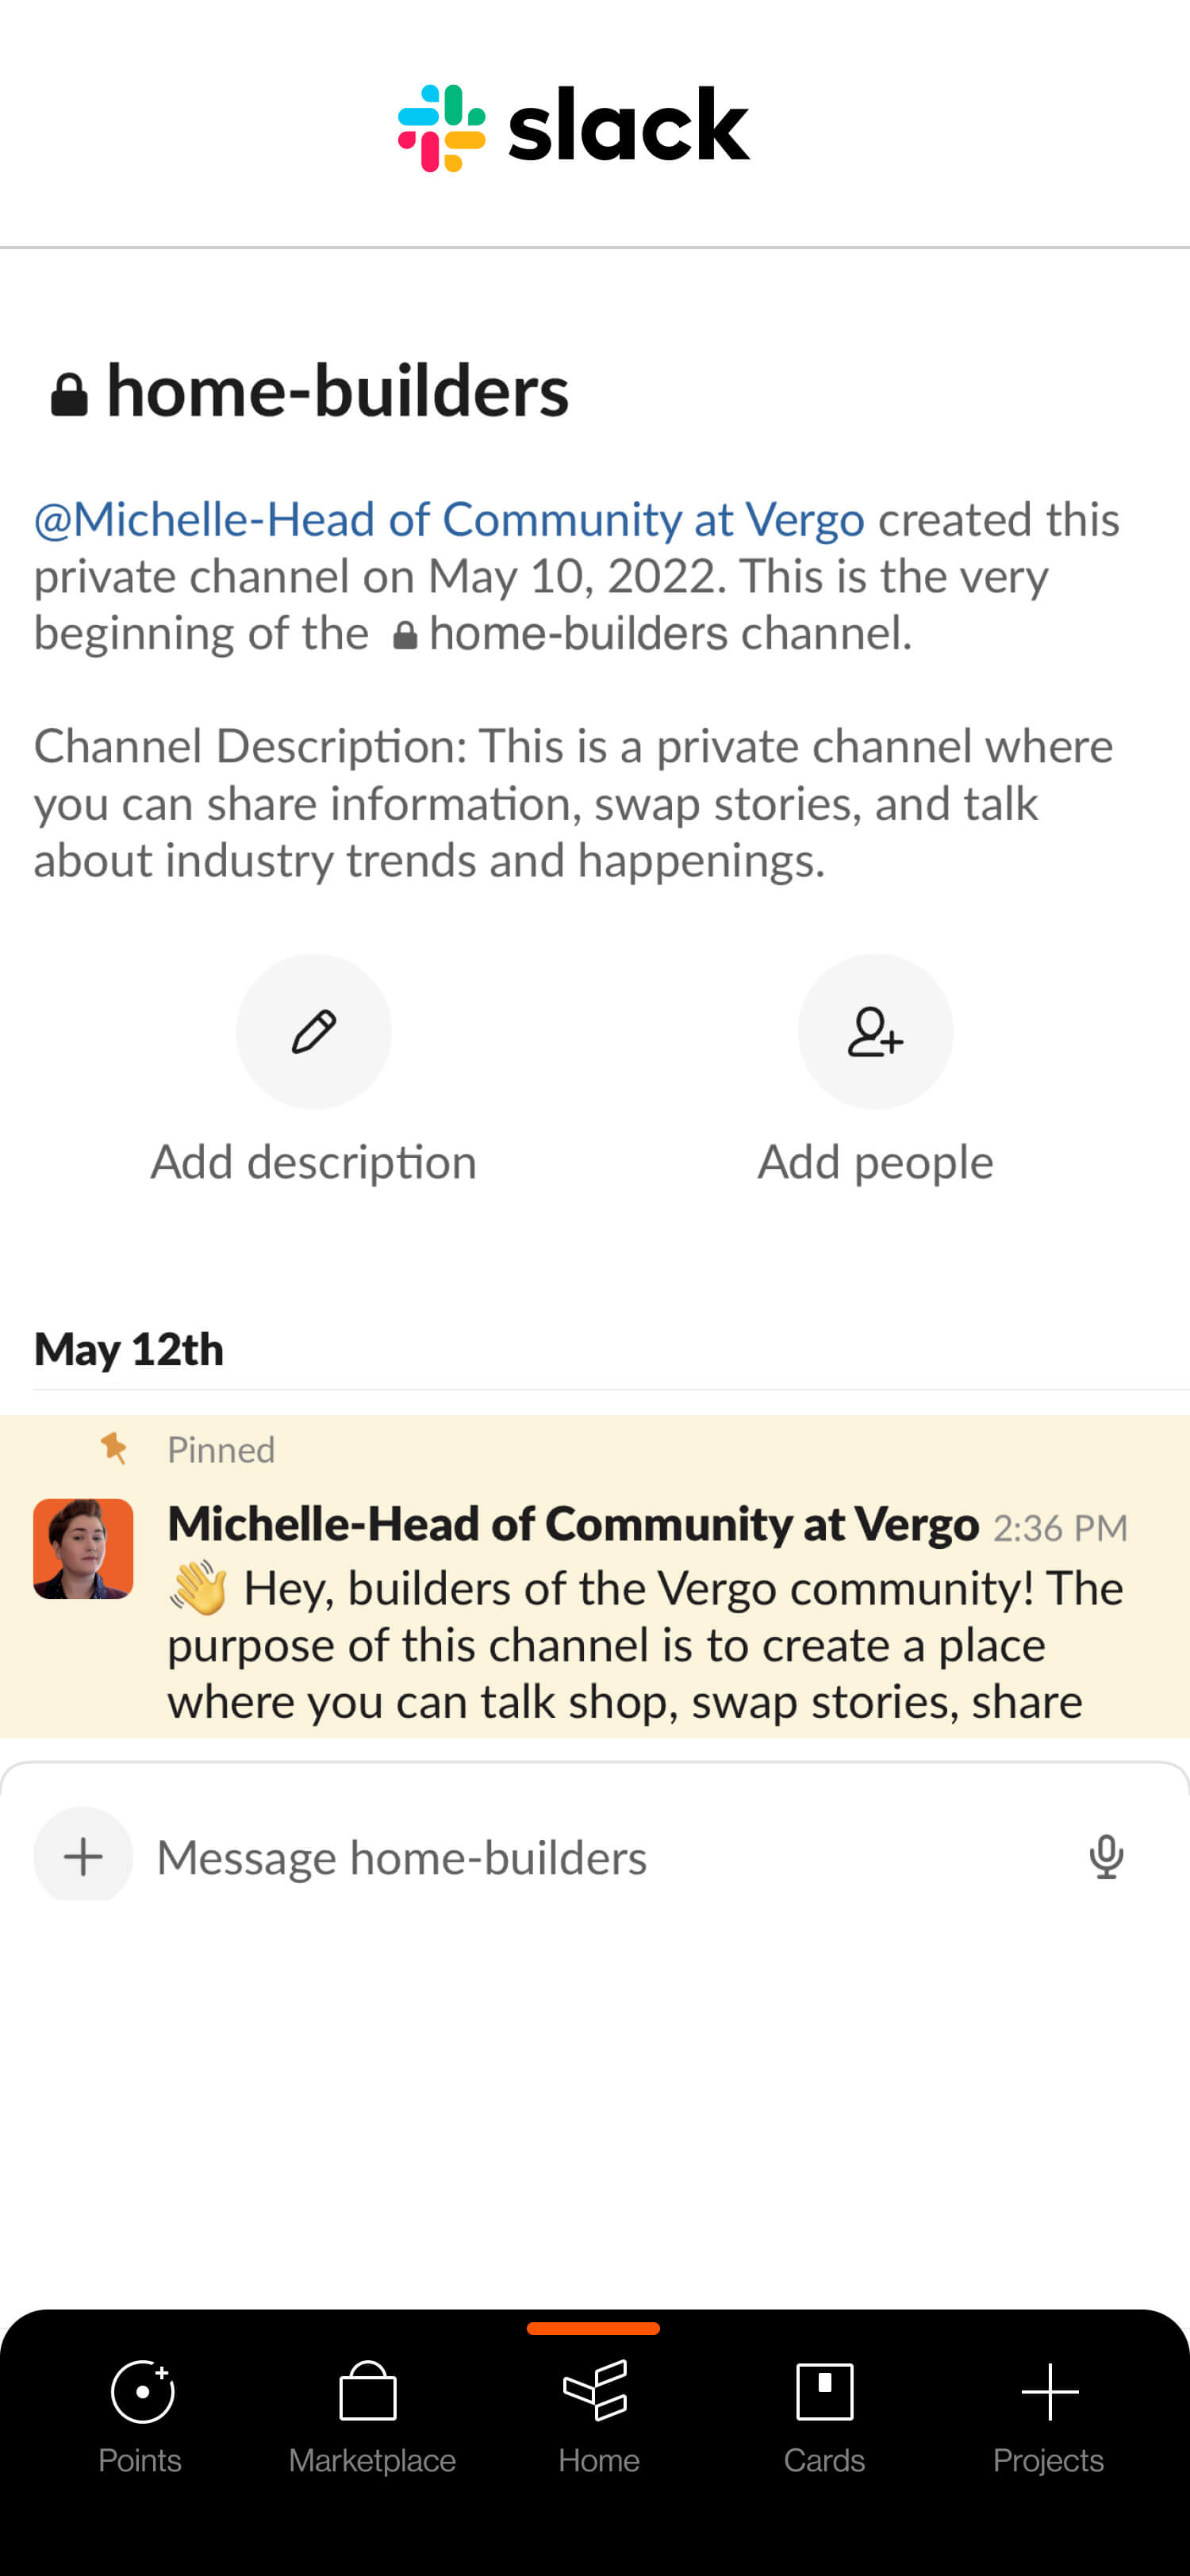 slack
home-builders
@Michelle-Head of Community at Vergo created this
private channel on May 10, 2022. This is the very
beginning of the home-builders channel.
Channel Description: This is a private channel where
you can share information, swap stories, and talk
about industry trends and happenings.
Add description
Add people
May 12th
Pinned
Michelle-Head of Community at Vergo 2:36 PM
👋 Hey, builders of the Vergo community! The
purpose of this channel is to create a place
where you can talk shop, swap stories, share
Message home-builders
Points
Marketplace
Home
Cards
Projects